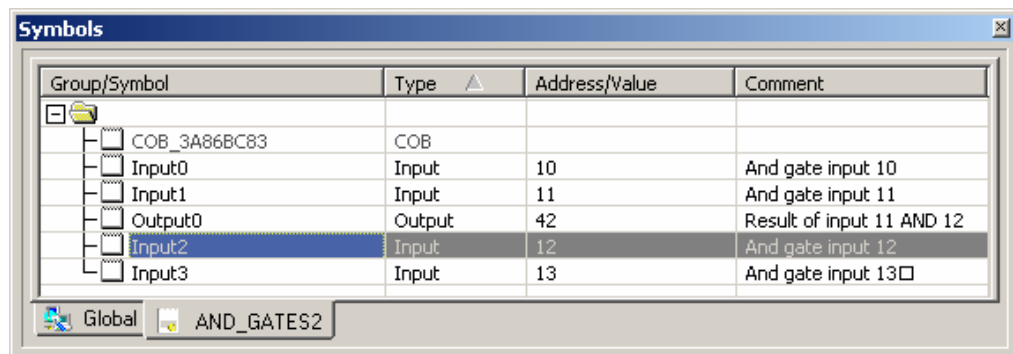 Symbols
Group/Symbol Type Address/Value Comment
COB_3A86BC83 COB
Input0 Input 10 And gate input 10
Input1 Input 11 And gate input 11
Output0 Output 42 Result of input 11 AND 12
Input2 Input 12 And gate input 12
Input3 Input 13 And gate input 13□
Global AND_GATES2